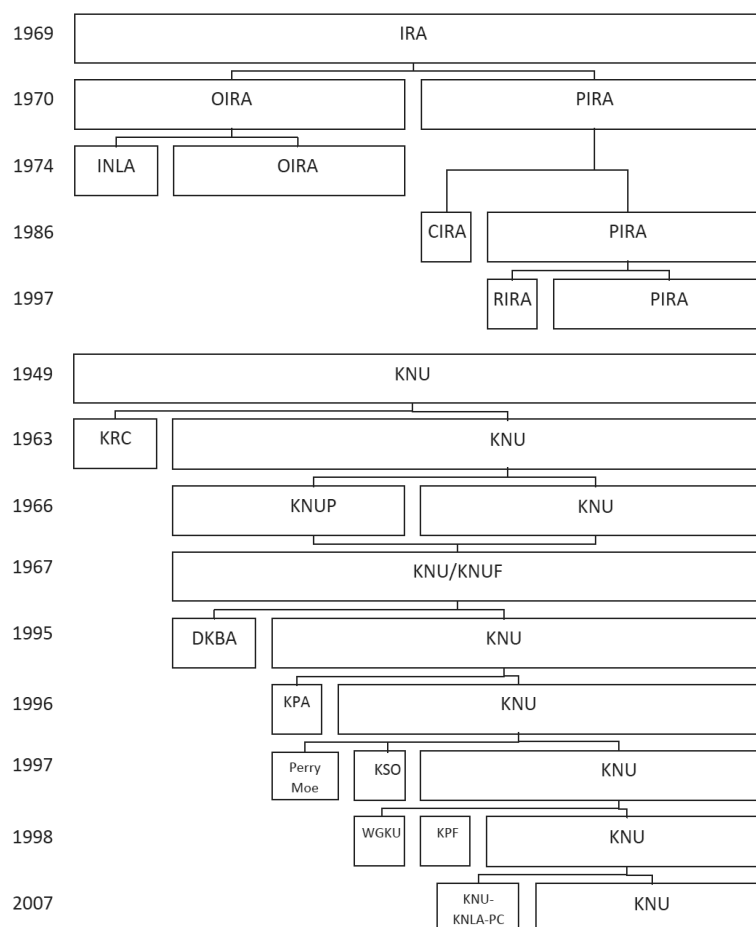 1969 IRA
1970 OIRA PIRA
1974 INLA OIRA
1986 CIRA PIRA
1997 RIRA PIRA
1949 KNU
1963 KRC KNU
1966 KNUP KNU
1967 KNU/KNUF
1995 DKBA KNU
1996 KPA KNU
1997 Perry Moe KSO KNU
1998 WGKU KPF KNU
2007 KNU-KNLA-PC KNU